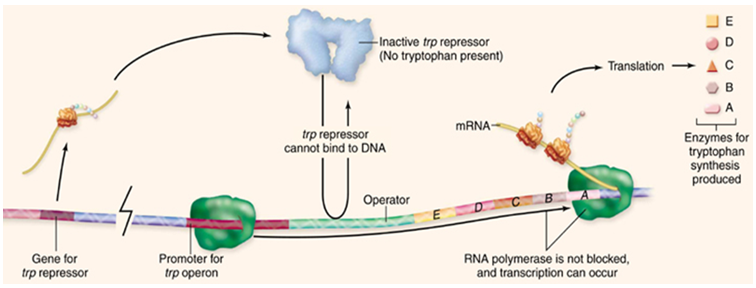 E
D
C
B
A
Inactive trp repressor
(No tryptophan present)
Translation
mRNA
trp repressor
cannot bind to DNA
Enzymes for
tryptophan
synthesis
produced
Operator
E D C B A
Gene for
trp repressor
Promoter for
trp operon
RNA polymerase is not blocked,
and transcription can occur